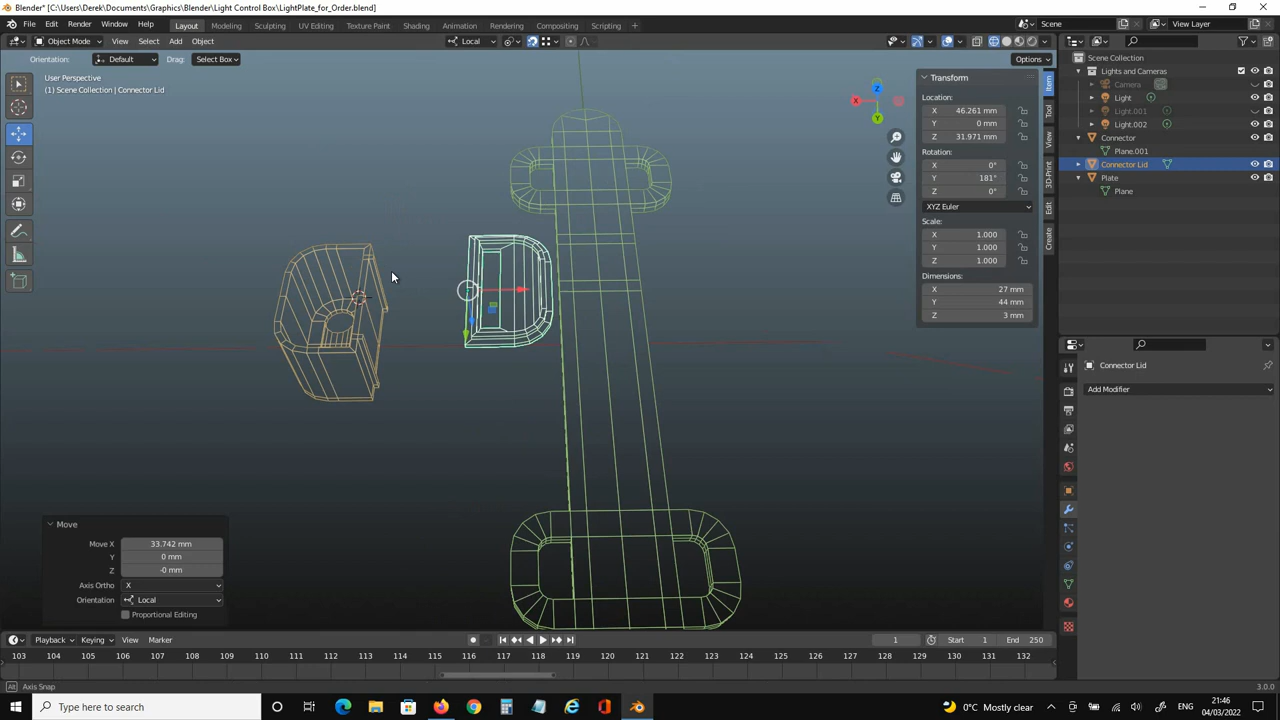 Blender* [C:\Users\Derek\Documents\Graphics\Blender\Light Control Box\LightPlate_for_Order.blend]
File Edit Render Window Help Layout Modeling Sculpting UV Editing Texture Paint Shading Animation Rendering Compositing Scripting + Scene View Layer
Object Mode View Select Add Object Local
Orientation: Default Drag: Select Box Options
User Perspective
(1) Scene Collection | Connector Lid
Transform
Location:
X 46.261 mm
Y 0 mm
Z 31.971 mm
Rotation:
X 0°
Y 181°
Z 0°
XYZ Euler
Scale:
X 1.000
Y 1.000
Z 1.000
Dimensions:
X 27 mm
Y 44 mm
Z 3 mm
Item
Tool
View
3D-Print
Edit
Create
X
Y
Z
Scene Collection
Lights and Cameras
Camera
Light
Light.001
Light.002
Connector
Plane.001
Connector Lid
Plate
Plane
Connector Lid
Add Modifier
Move
Move X 33.742 mm
Y 0 mm
Z -0 mm
Axis Ortho X
Orientation Local
Proportional Editing
Playback Keying View Marker 1 Start 1 End 250
103 104 105 106 107 108 109 110 111 112 113 114 115 116 117 118 119 120 121 122 123 124 125 126 127 128 129 130 131 132
Alt Axis Snap 3.0.0
Type here to search 0°C Mostly clear 21:46
04/03/2022